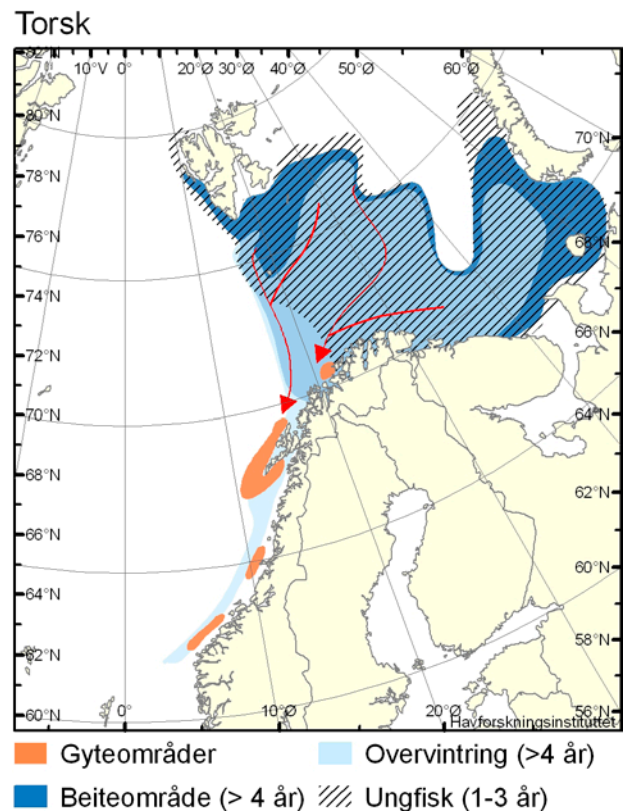 Torsk
82°N
10°V 0° 20°Ø 30°Ø 40°Ø 50°Ø 60°Ø
80°N
70°N
78°N
76°N
68°N
74°N
66°N
72°N
64°N
70°N
62°N
68°N
66°N
60°N
64°N
58°N
62°N
56°N
60°N
0° 10°Ø 20°Ø
Havforskningsinstituttet
Gyteområder Overvintring (>4 år)
Beiteområde (> 4 år) Ungfisk (1-3 år)